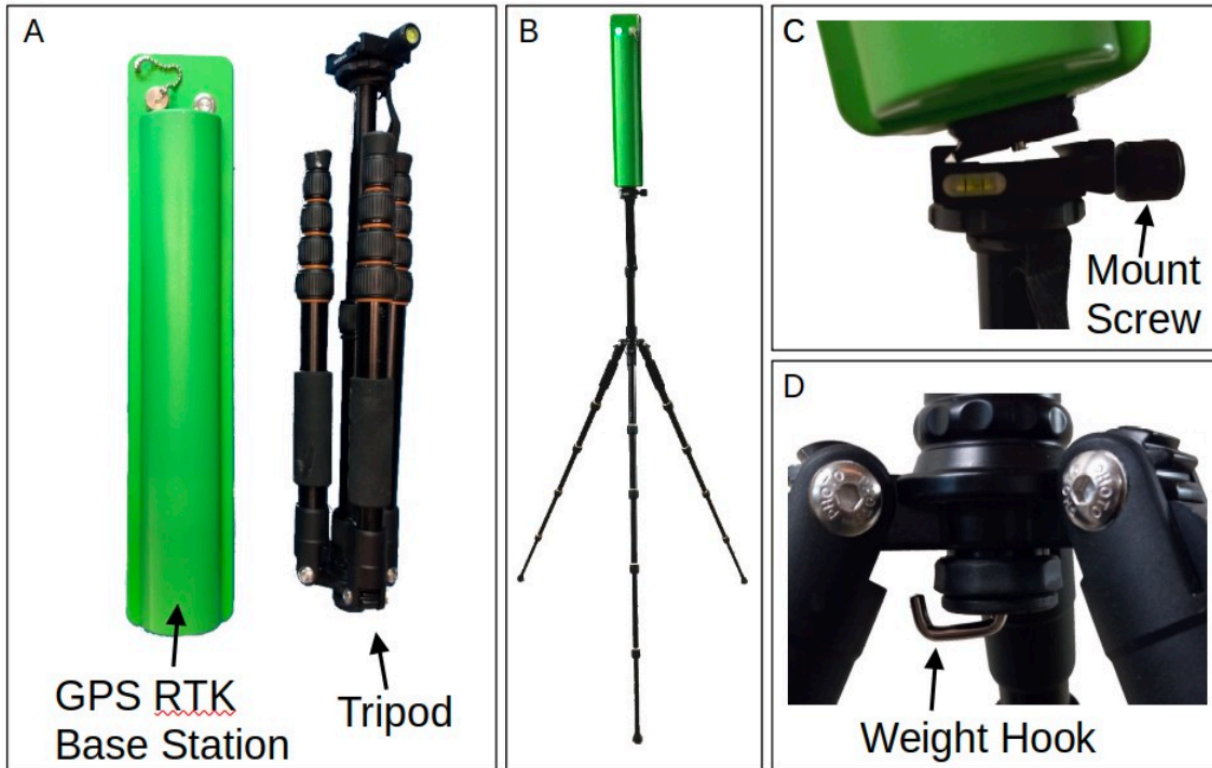 A
GPS RTK
Base Station
Tripod
B
C
Mount
Screw
D
Weight Hook